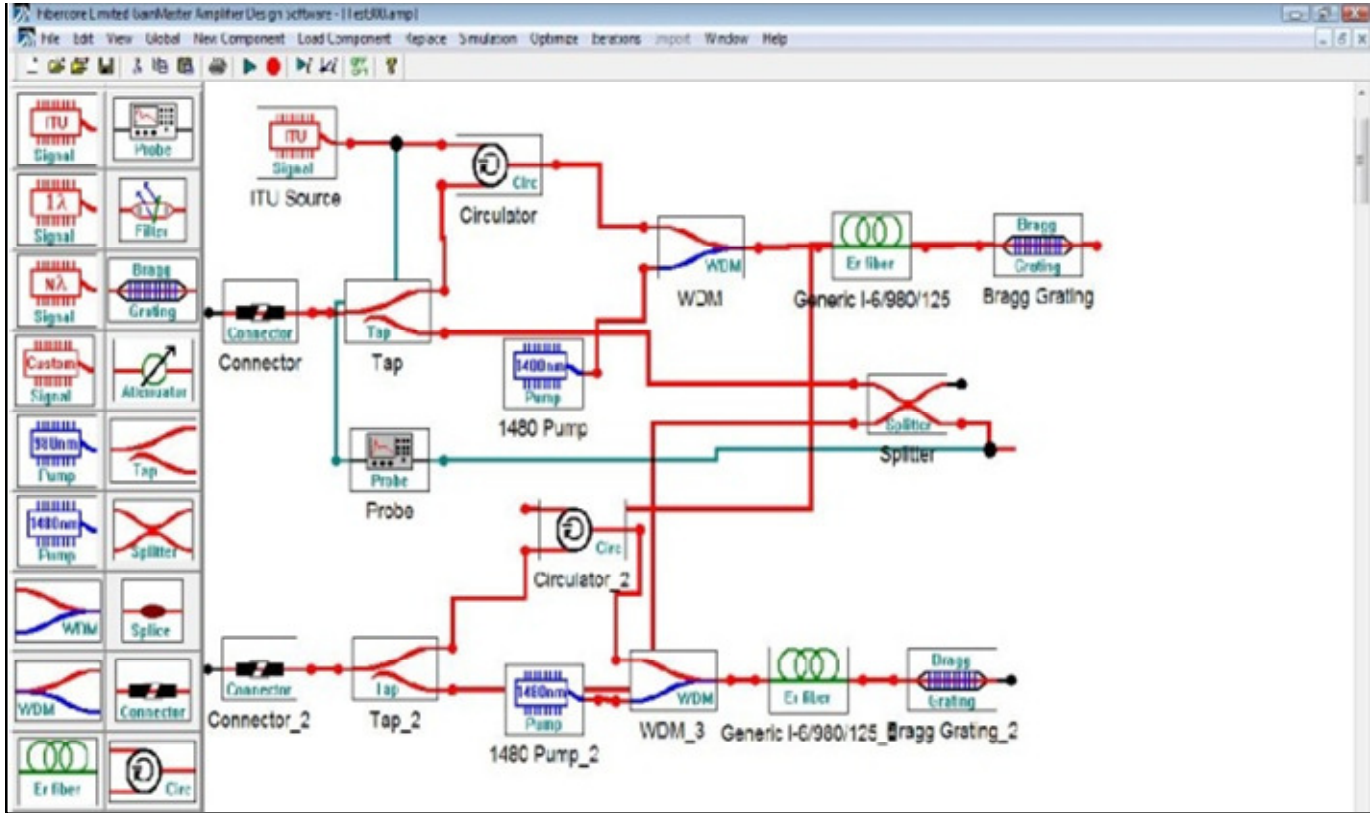 Fibercore Limited GainMaster Amplifier Design Software - [Test300.amp]
File Edit View Global New Component Load Component Replace Simulation Optimize Iterations Import Window Help
ITU
Signal
Probe
1λ
Signal
Filter
Nλ
Signal
Bragg
Grating
Custom
Signal
Attenuator
980nm
Pump
Tap
1480nm
Pump
Splitter
WDM
Splice
WDM
Connector
Er fiber
Circ
ITU
Signal
ITU Source
Circ
Circulator
WDM
WDM
Er fiber
Generic I-6/980/125
Bragg
Grating
Bragg Grating
Connector
Connector
Tap
Tap
1480nm
Pump
1480 Pump
Splitter
Splitter
Probe
Probe
Circ
Circulator_2
Connector
Connector_2
Tap
Tap_2
1480nm
Pump
1480 Pump_2
WDM
WDM_3
Er fiber
Generic I-6/980/125_
Bragg
Grating
Bragg Grating_2